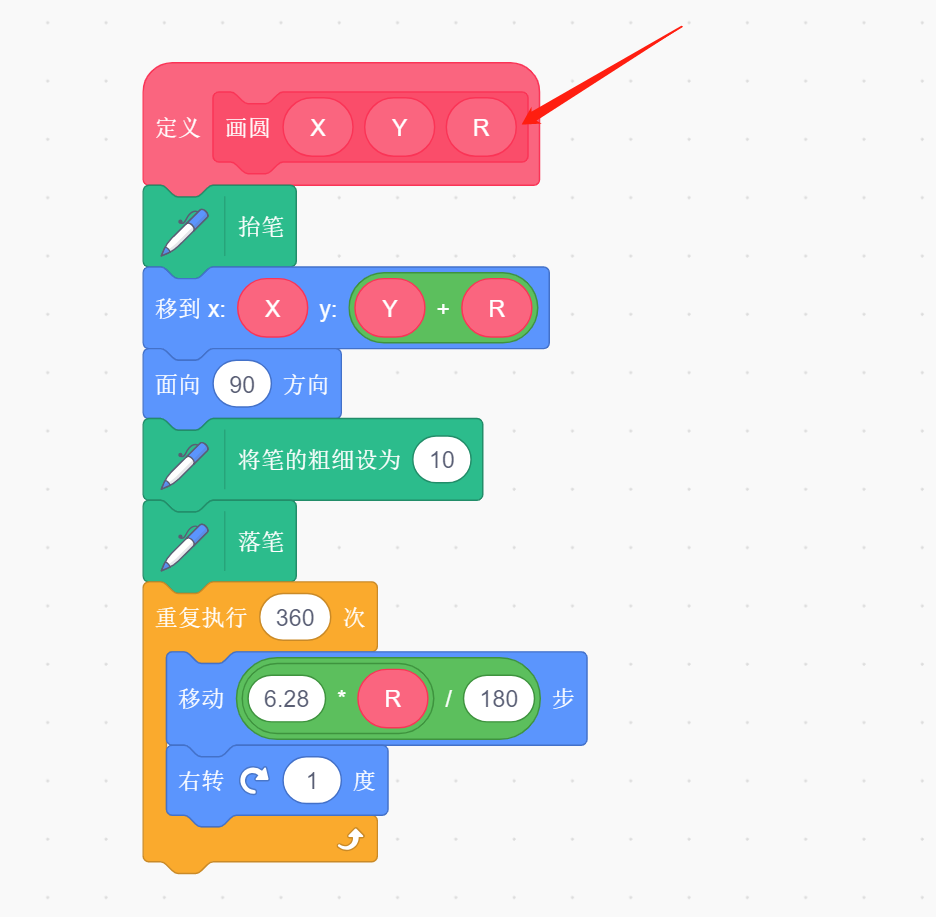 定义 画圆 X Y R
抬笔
移到 x: X y: Y + R
面向 90 方向
将笔的粗细设为 10
落笔
重复执行 360 次
移动 6.28 * R / 180 步
右转 1 度